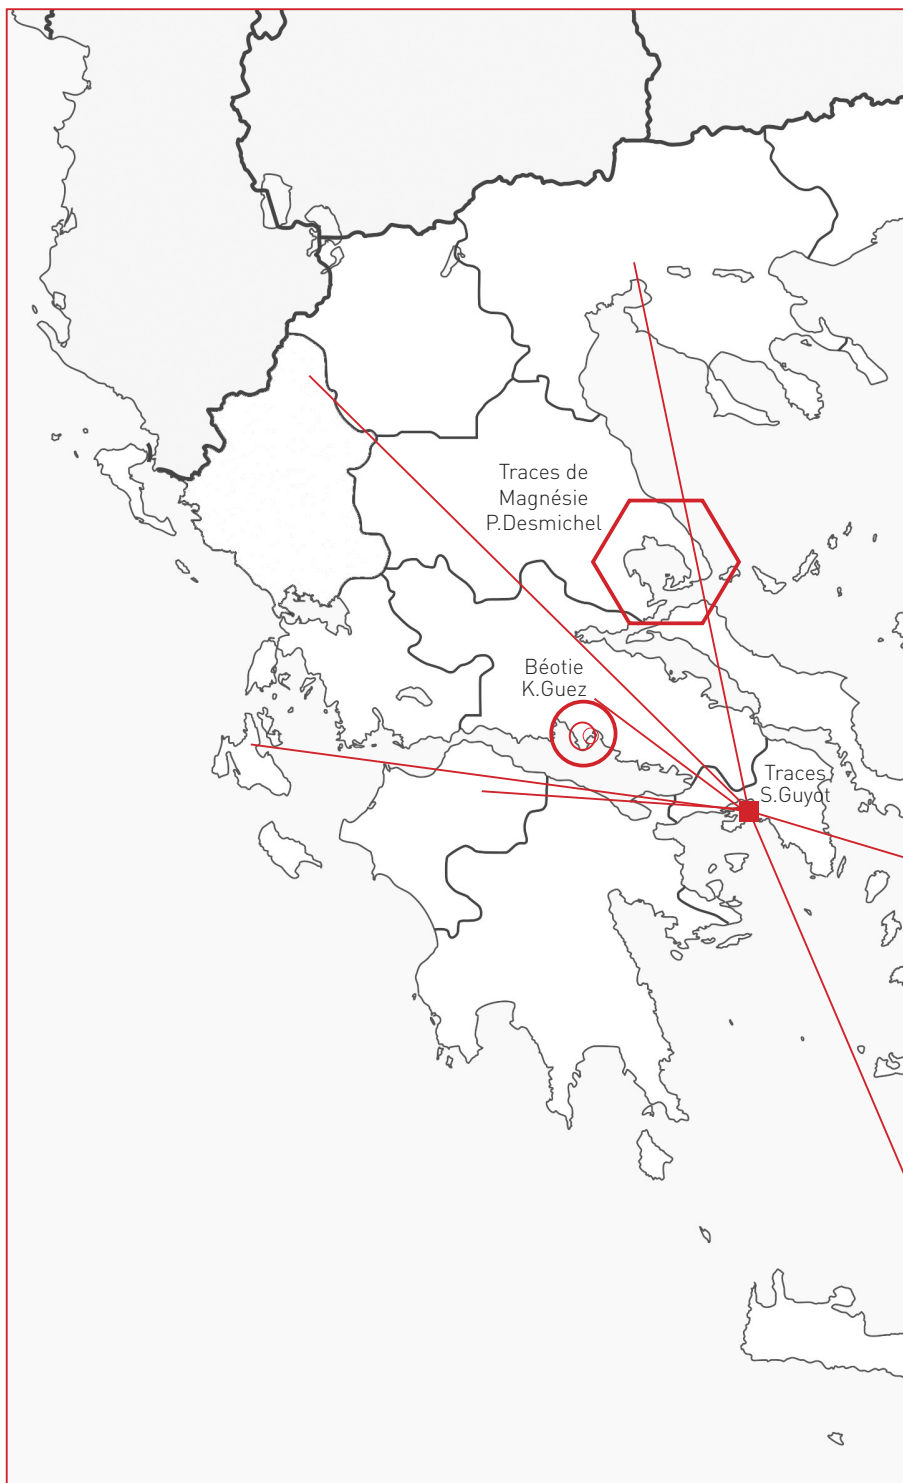 Traces de
Magnésie
P.Desmichel
Béotie
K.Guez
Traces
S.Guyot